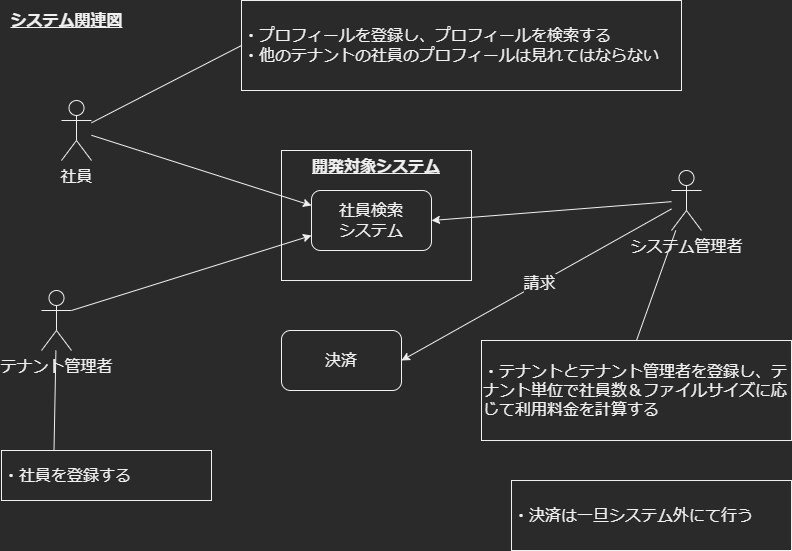 システム関連図
・プロフィールを登録し、プロフィールを検索する
・他のテナントの社員のプロフィールは見れてはならない
社員
開発対象システム
社員検索
システム
システム管理者
請求
テナント管理者
決済
・テナントとテナント管理者を登録し、テ
ナント単位で社員数＆ファイルサイズに応
じて利用料金を計算する
・社員を登録する
・決済は一旦システム外にて行う